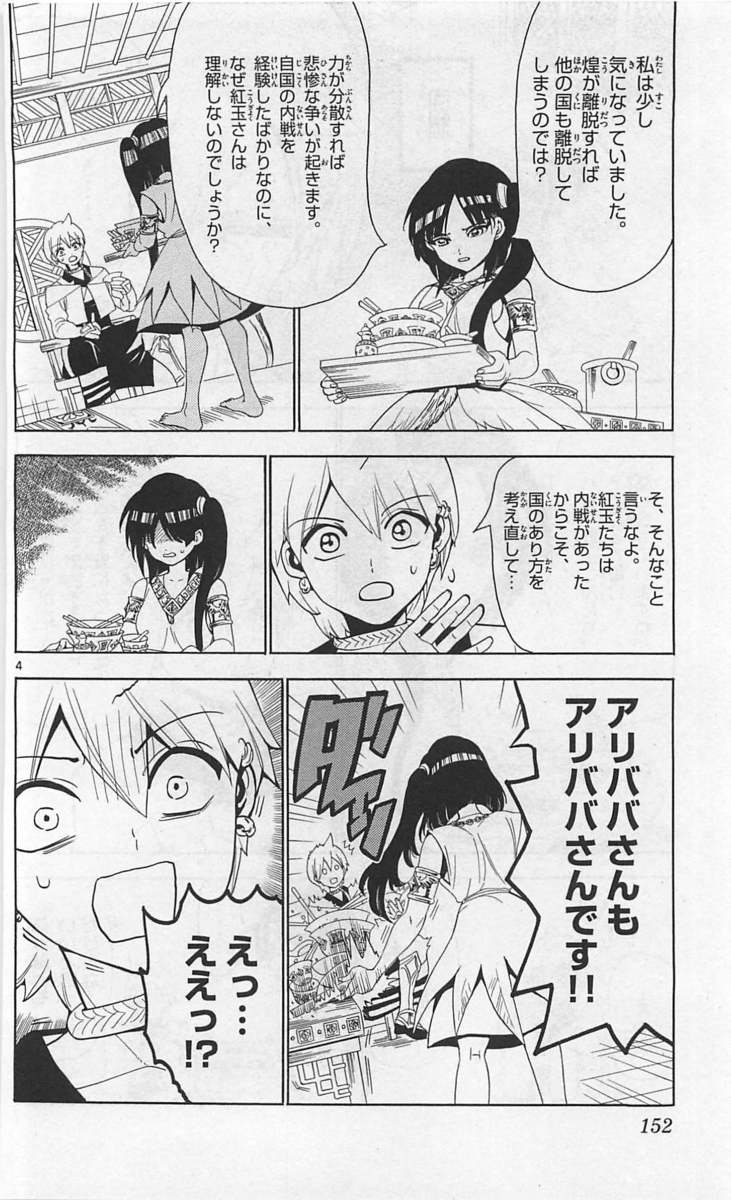 私は少し
気になっていました。
煌が離脱すれば
他の国も離脱して
しまうのでは?
力が分散すれば
悲惨な争いが起きます。
自国の内戦を
経験したばかりなのに、
なぜ紅玉さんは
理解しないのでしょうか?
そ、そんなこと
言うなよ。
紅玉たちは
内戦があった
からこそ、
国のあり方を
考え直して…
4
アリババさんも
アリババさんです!!
ダンッ
えっ…
ええっ!?
152